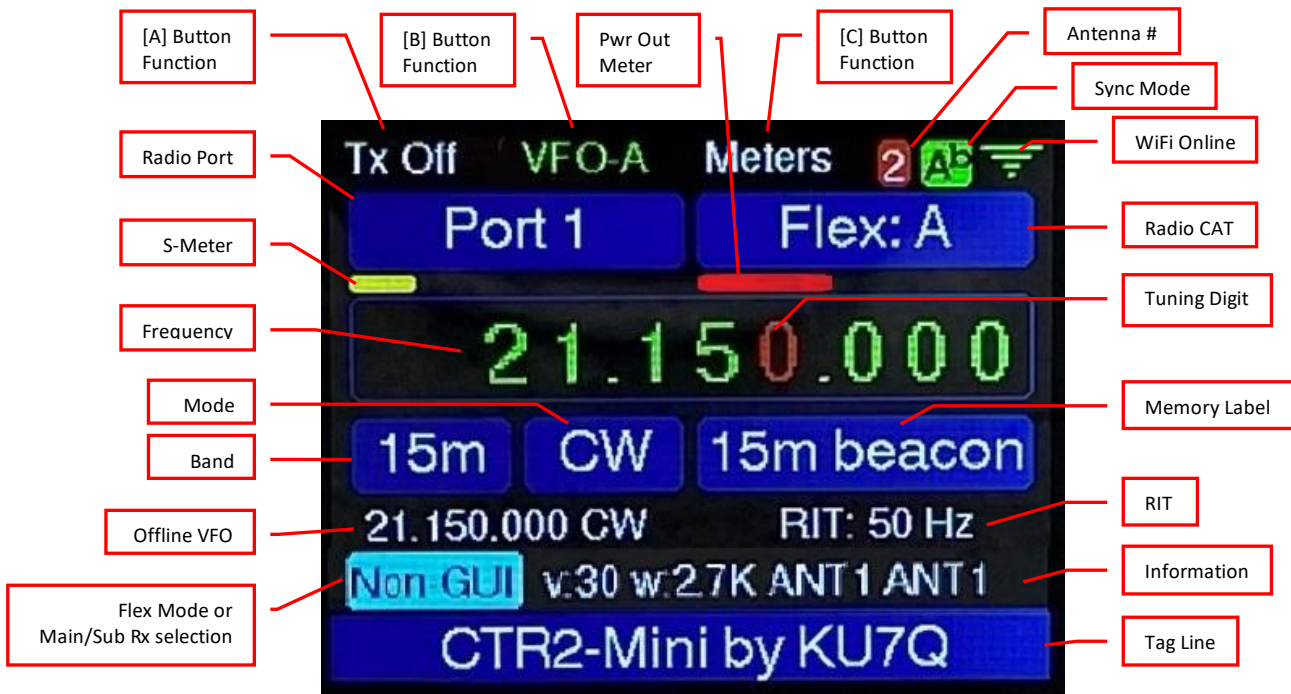 [A] Button
Function
[B] Button
Function
Pwr Out
Meter
[C] Button
Function
Antenna #
Sync Mode
WiFi Online
Radio Port
S-Meter
Frequency
Mode
Band
Offline VFO
Flex Mode or
Main/Sub Rx selection
Radio CAT
Tuning Digit
Memory Label
RIT
Information
Tag Line
Tx Off VFO-A Meters 2 Ab
Port 1 Flex: A
21.150.000
15m CW 15m beacon
21.150.000 CW RIT: 50 Hz
Non-GUI v:30 w:2.7K ANT1 ANT1
CTR2-Mini by KU7Q